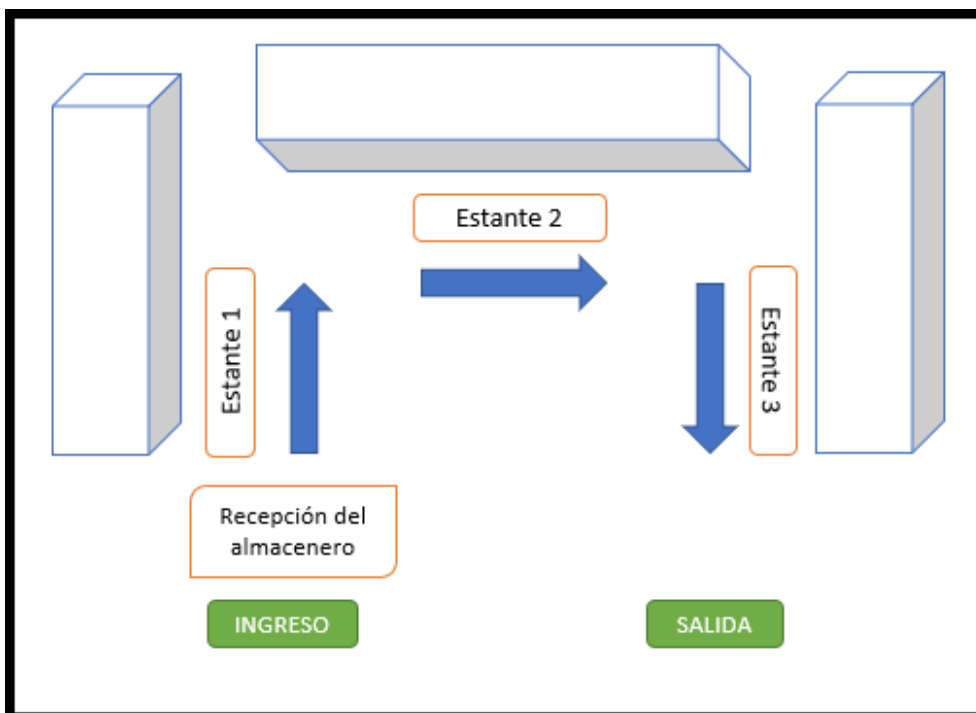 Estante 2
Estante 1
Estante 3
Recepción del
almacenero
INGRESO
SALIDA